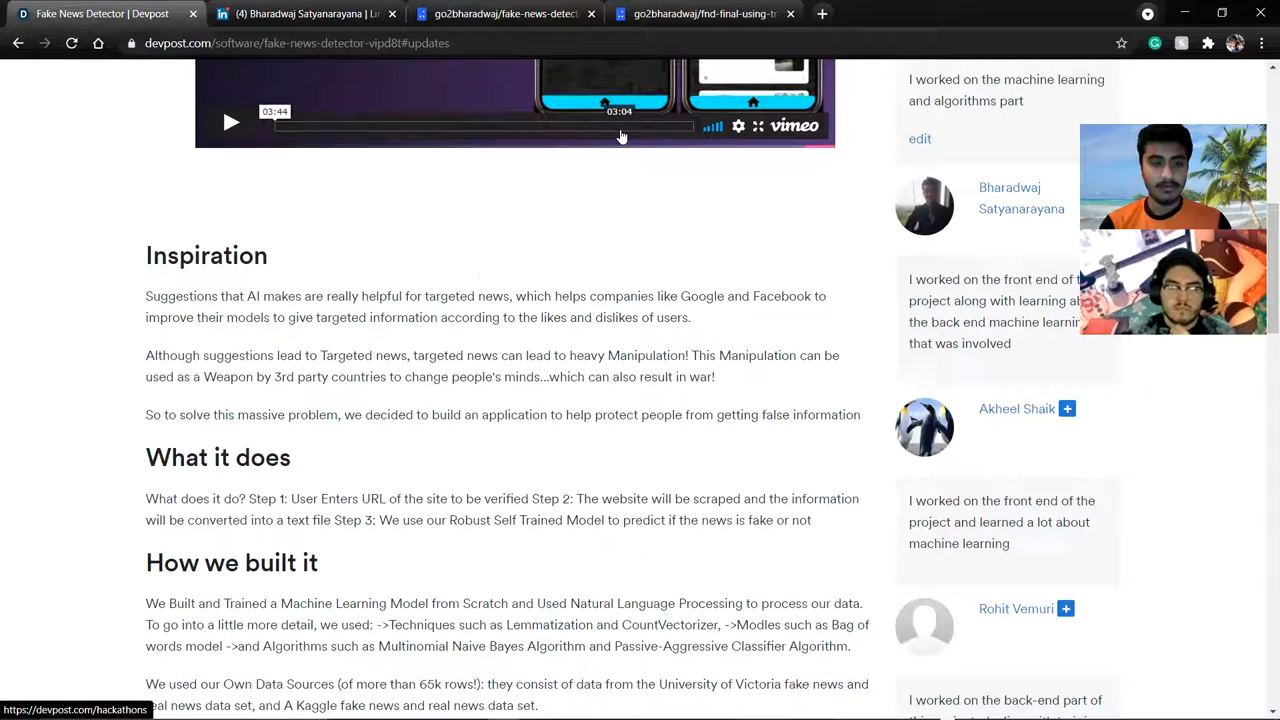 Fake News Detector | Devpost
(4) Bharadwaj Satyanarayana | Li
go2bharadwaj/fake-news-detect
go2bharadwaj/fnd-final-using-tr
devpost.com/software/fake-news-detector-vipd8t#updates
03:44
03:04
vimeo
I worked on the machine learning
and algorithms part
edit
Bharadwaj
Satyanarayana
I worked on the front end of
project along with learning
the back end machine
that was involved
Akheel Shaik
I worked on the front end of the
project and learned a lot about
machine learning
Rohit Vemuri
I worked on the back-end part of
Inspiration
Suggestions that AI makes are really helpful for targeted news, which helps companies like Google and Facebook to
improve their models to give targeted information according to the likes and dislikes of users.
Although suggestions lead to Targeted news, targeted news can lead to heavy Manipulation! This Manipulation can be
used as a Weapon by 3rd party countries to change people's minds...which can also result in war!
So to solve this massive problem, we decided to build an application to help protect people from getting false information
What it does
What does it do? Step 1: User Enters URL of the site to be verified Step 2: The website will be scraped and the information
will be converted into a text file Step 3: We use our Robust Self Trained Model to predict if the news is fake or not
How we built it
We Built and Trained a Machine Learning Model from Scratch and Used Natural Language Processing to process our data.
To go into a little more detail, we used ->Techniques such as Lemmatization and CountVectorizer, ->Modles such as Bag of
words model ->and Algorithms such as Multinomial Naive Bayes Algorithm and Passive-Aggressive Classifier Algorithm.
We used our Own Data Sources (of more than 65k rows!): they consist of data from the University of Victoria fake news and
real news data set, and A Kaggle fake news and real news data set.
https://devpost.com/hackathons